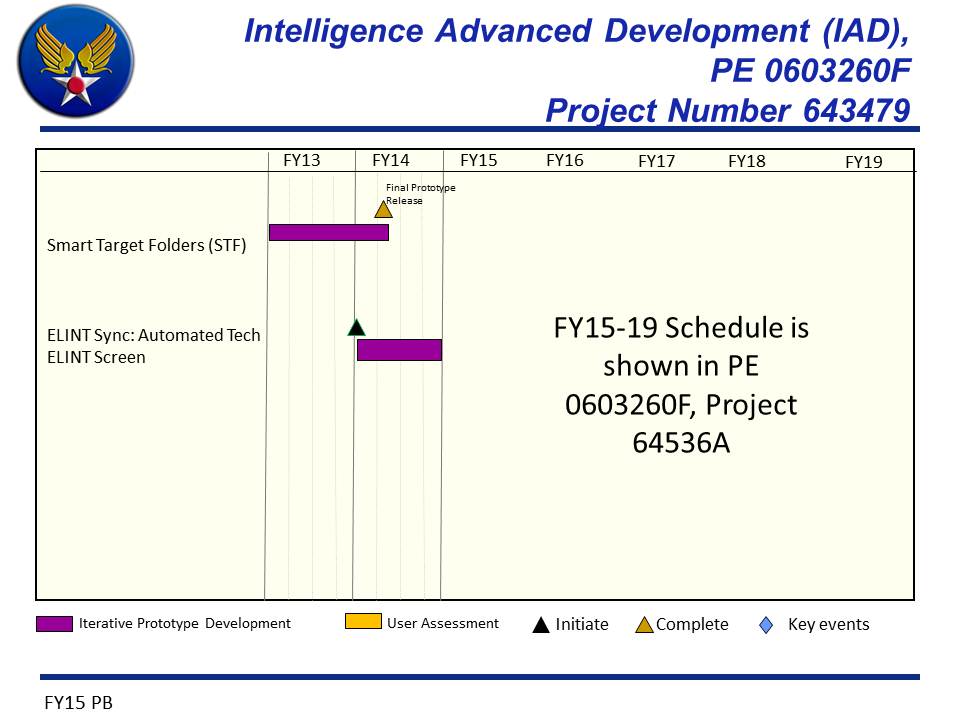 Intelligence Advanced Development (IAD),
PE 0603260F
Project Number 643479
FY13 FY14 FY15 FY16 FY17 FY18 FY19
Final Prototype
Release
Smart Target Folders (STF)
ELINT Sync: Automated Tech
ELINT Screen
FY15-19 Schedule is
shown in PE
0603260F, Project
64536A
Iterative Prototype Development User Assessment Initiate Complete Key events
FY15 PB